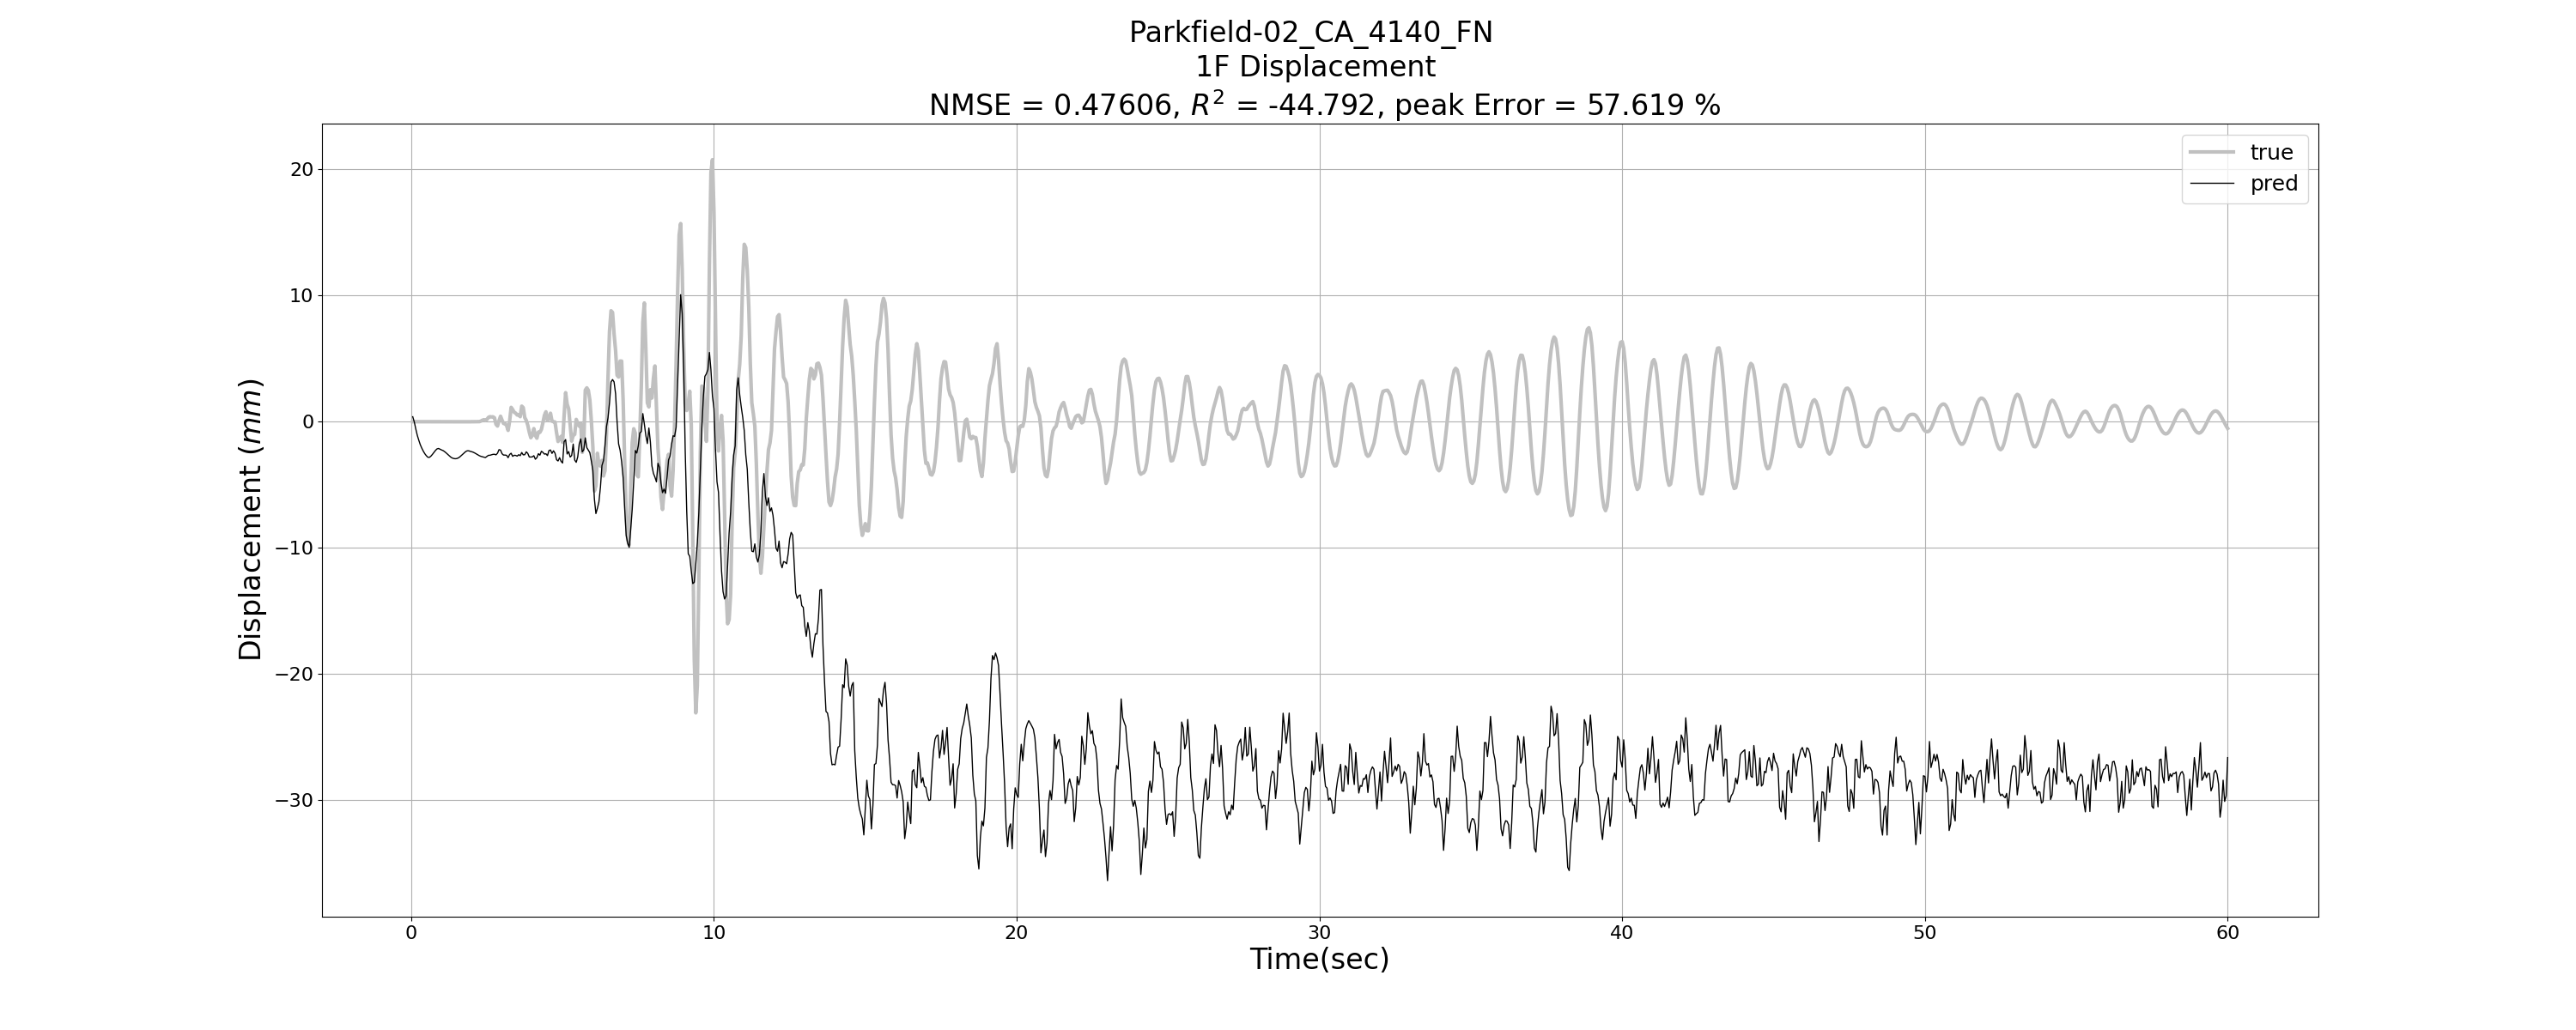 Parkfield-02_CA_4140_FN
1F Displacement
NMSE = 0.47606, R² = -44.792, peak Error = 57.619 %
true
pred
20
10
0
−10
−20
−30
Displacement (mm)
0 10 20 30 40 50 60
Time(sec)